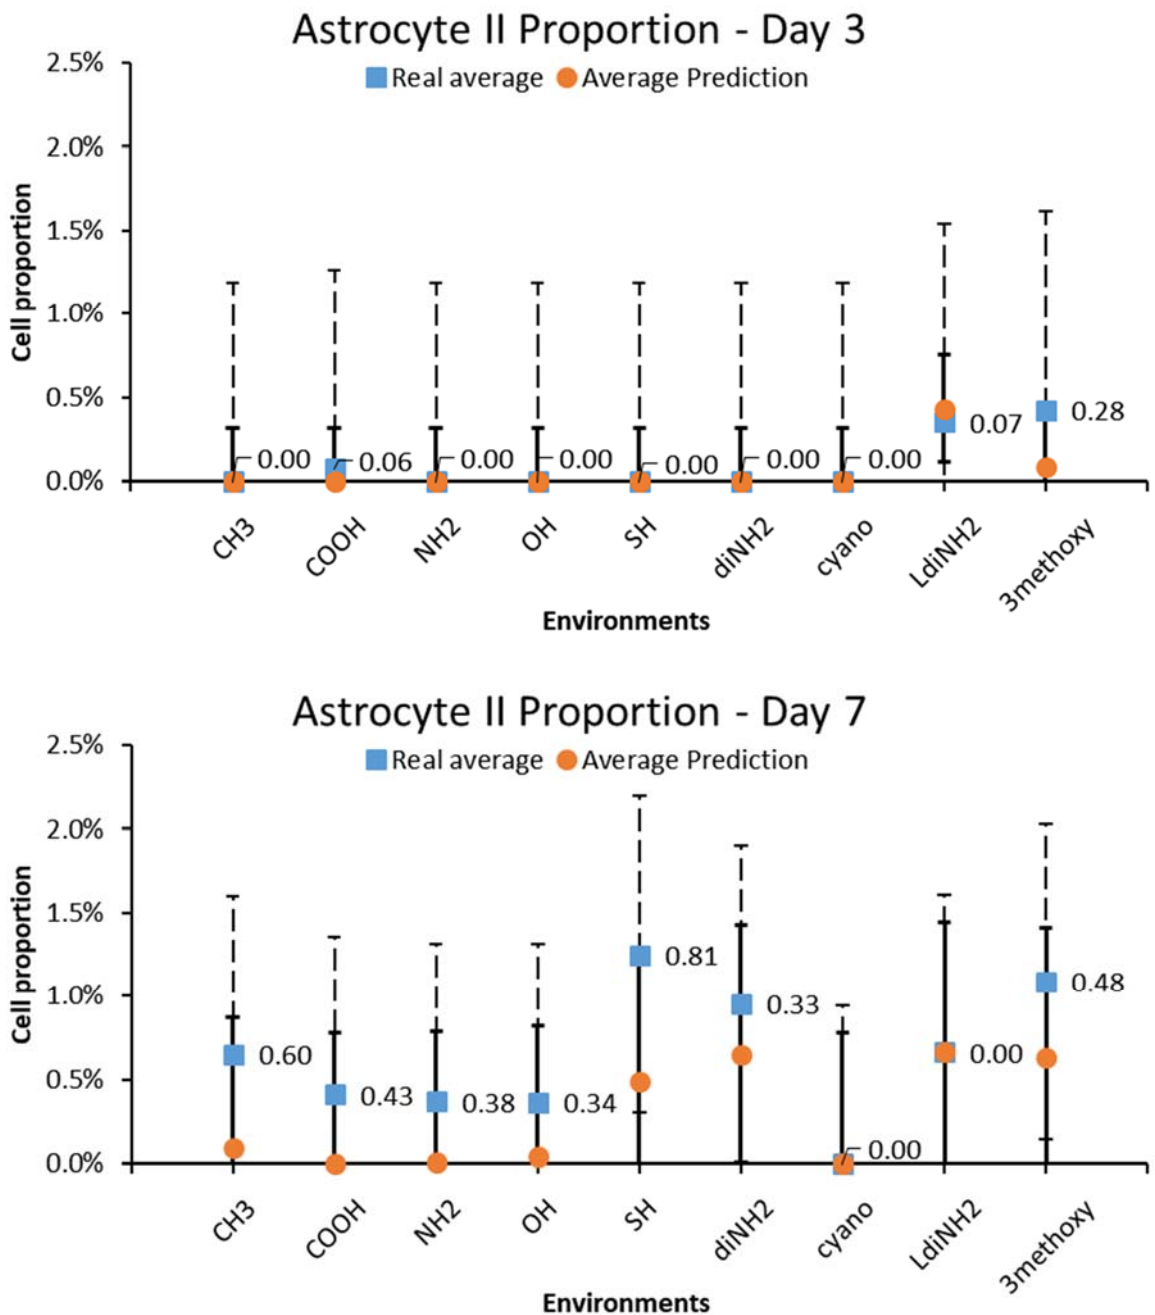 Astrocyte II Proportion - Day 3
Real average Average Prediction
2.5%
2.0%
1.5%
1.0%
0.5%
0.0%
Cell proportion
0.00
0.06
0.00
0.00
0.00
0.00
0.00
0.07
0.28
CH3
COOH
NH2
OH
SH
diNH2
cyano
LdiNH2
3methoxy
Environments
Astrocyte II Proportion - Day 7
Real average Average Prediction
2.5%
2.0%
1.5%
1.0%
0.5%
0.0%
Cell proportion
0.60
0.43
0.38
0.34
0.81
0.33
0.00
0.00
0.48
CH3
COOH
NH2
OH
SH
diNH2
cyano
LdiNH2
3methoxy
Environments